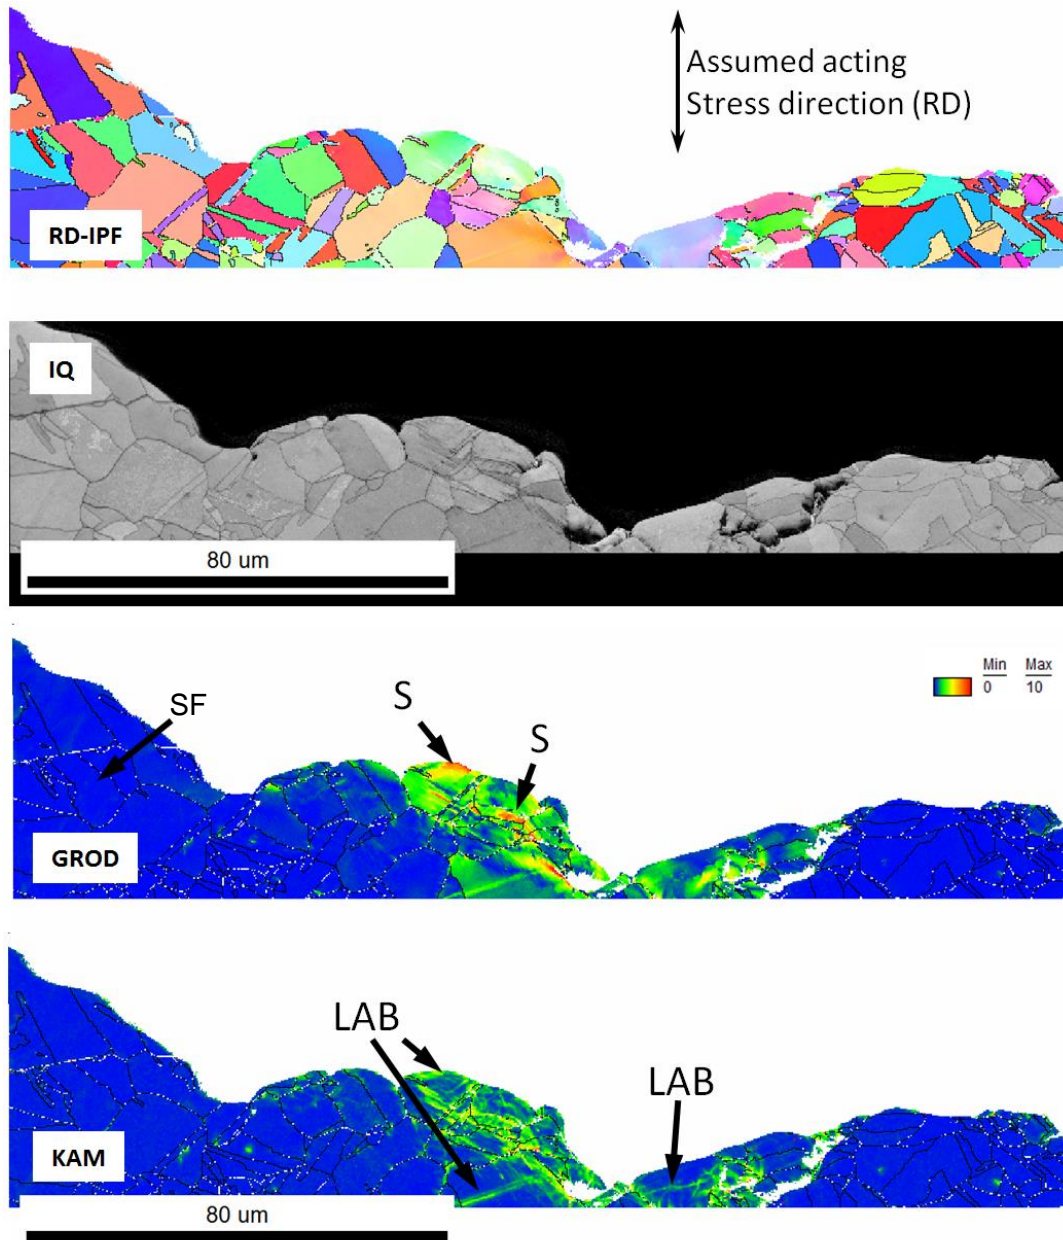 Assumed acting
Stress direction (RD)
RD-IPF
IQ
80 um
Min Max
0 10
SF
S
S
GROD
LAB
LAB
KAM
80 um